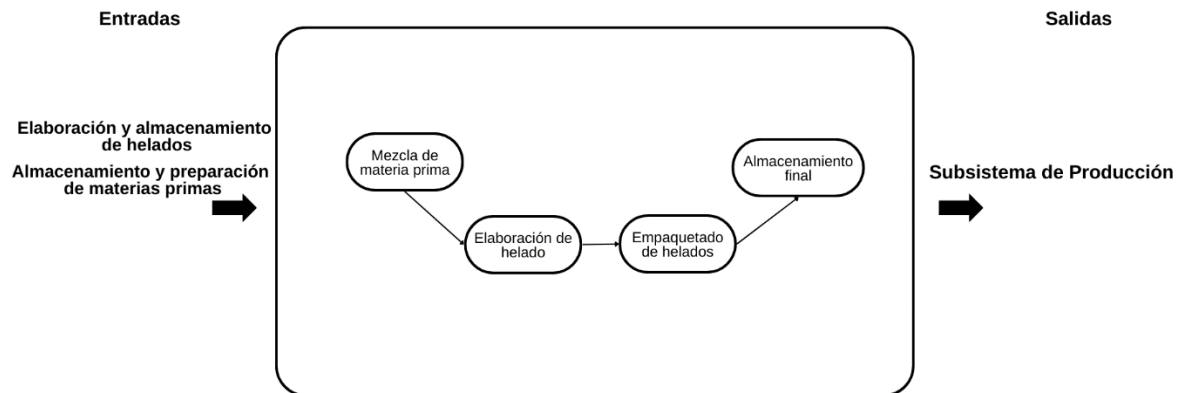 Entradas
Salidas
Elaboración y almacenamiento
de helados
Almacenamiento y preparación
de materias primas
Mezcla de
materia prima
Elaboración de
helado
Empaquetado
de helados
Almacenamiento
final
Subsistema de Producción